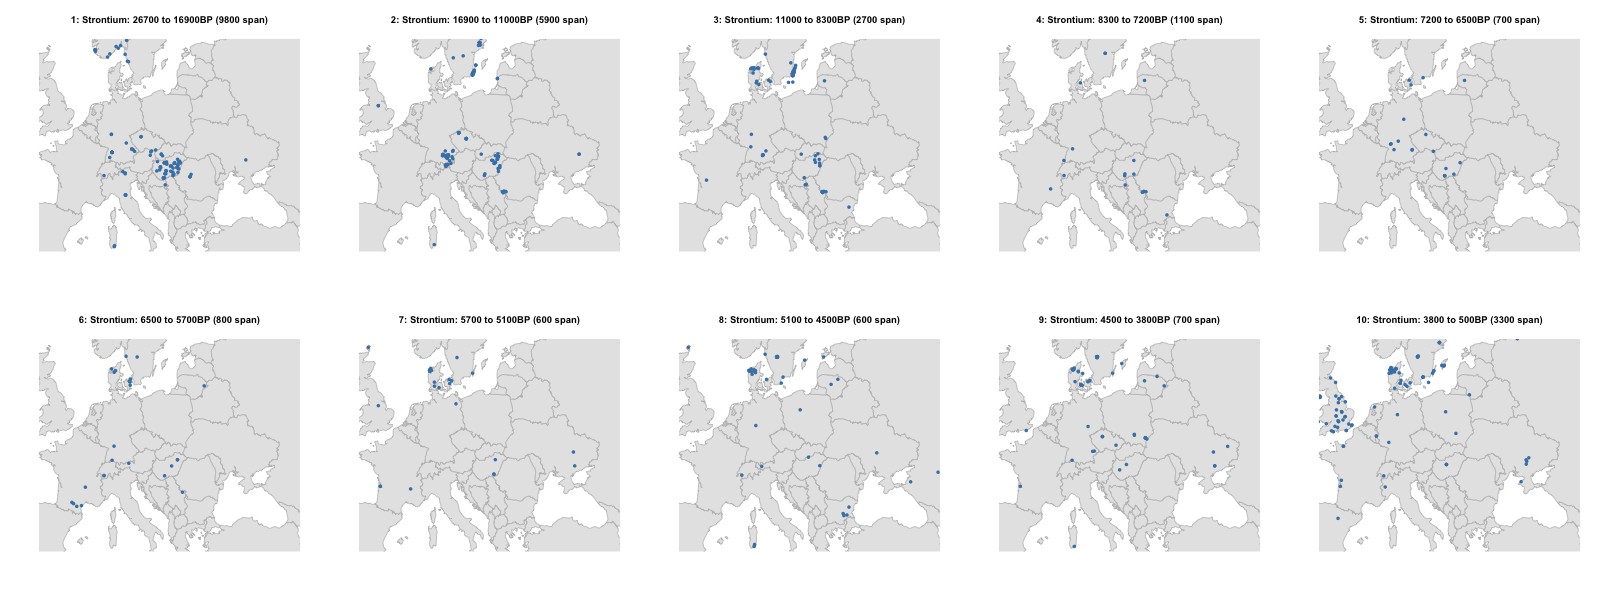 1: Strontium: 26700 to 16900BP (9800 span)
2: Strontium: 16900 to 11000BP (5900 span)
3: Strontium: 11000 to 8300BP (2700 span)
4: Strontium: 8300 to 7200BP (1100 span)
5: Strontium: 7200 to 6500BP (700 span)
6: Strontium: 6500 to 5700BP (800 span)
7: Strontium: 5700 to 5100BP (600 span)
8: Strontium: 5100 to 4500BP (600 span)
9: Strontium: 4500 to 3800BP (700 span)
10: Strontium: 3800 to 500BP (3300 span)